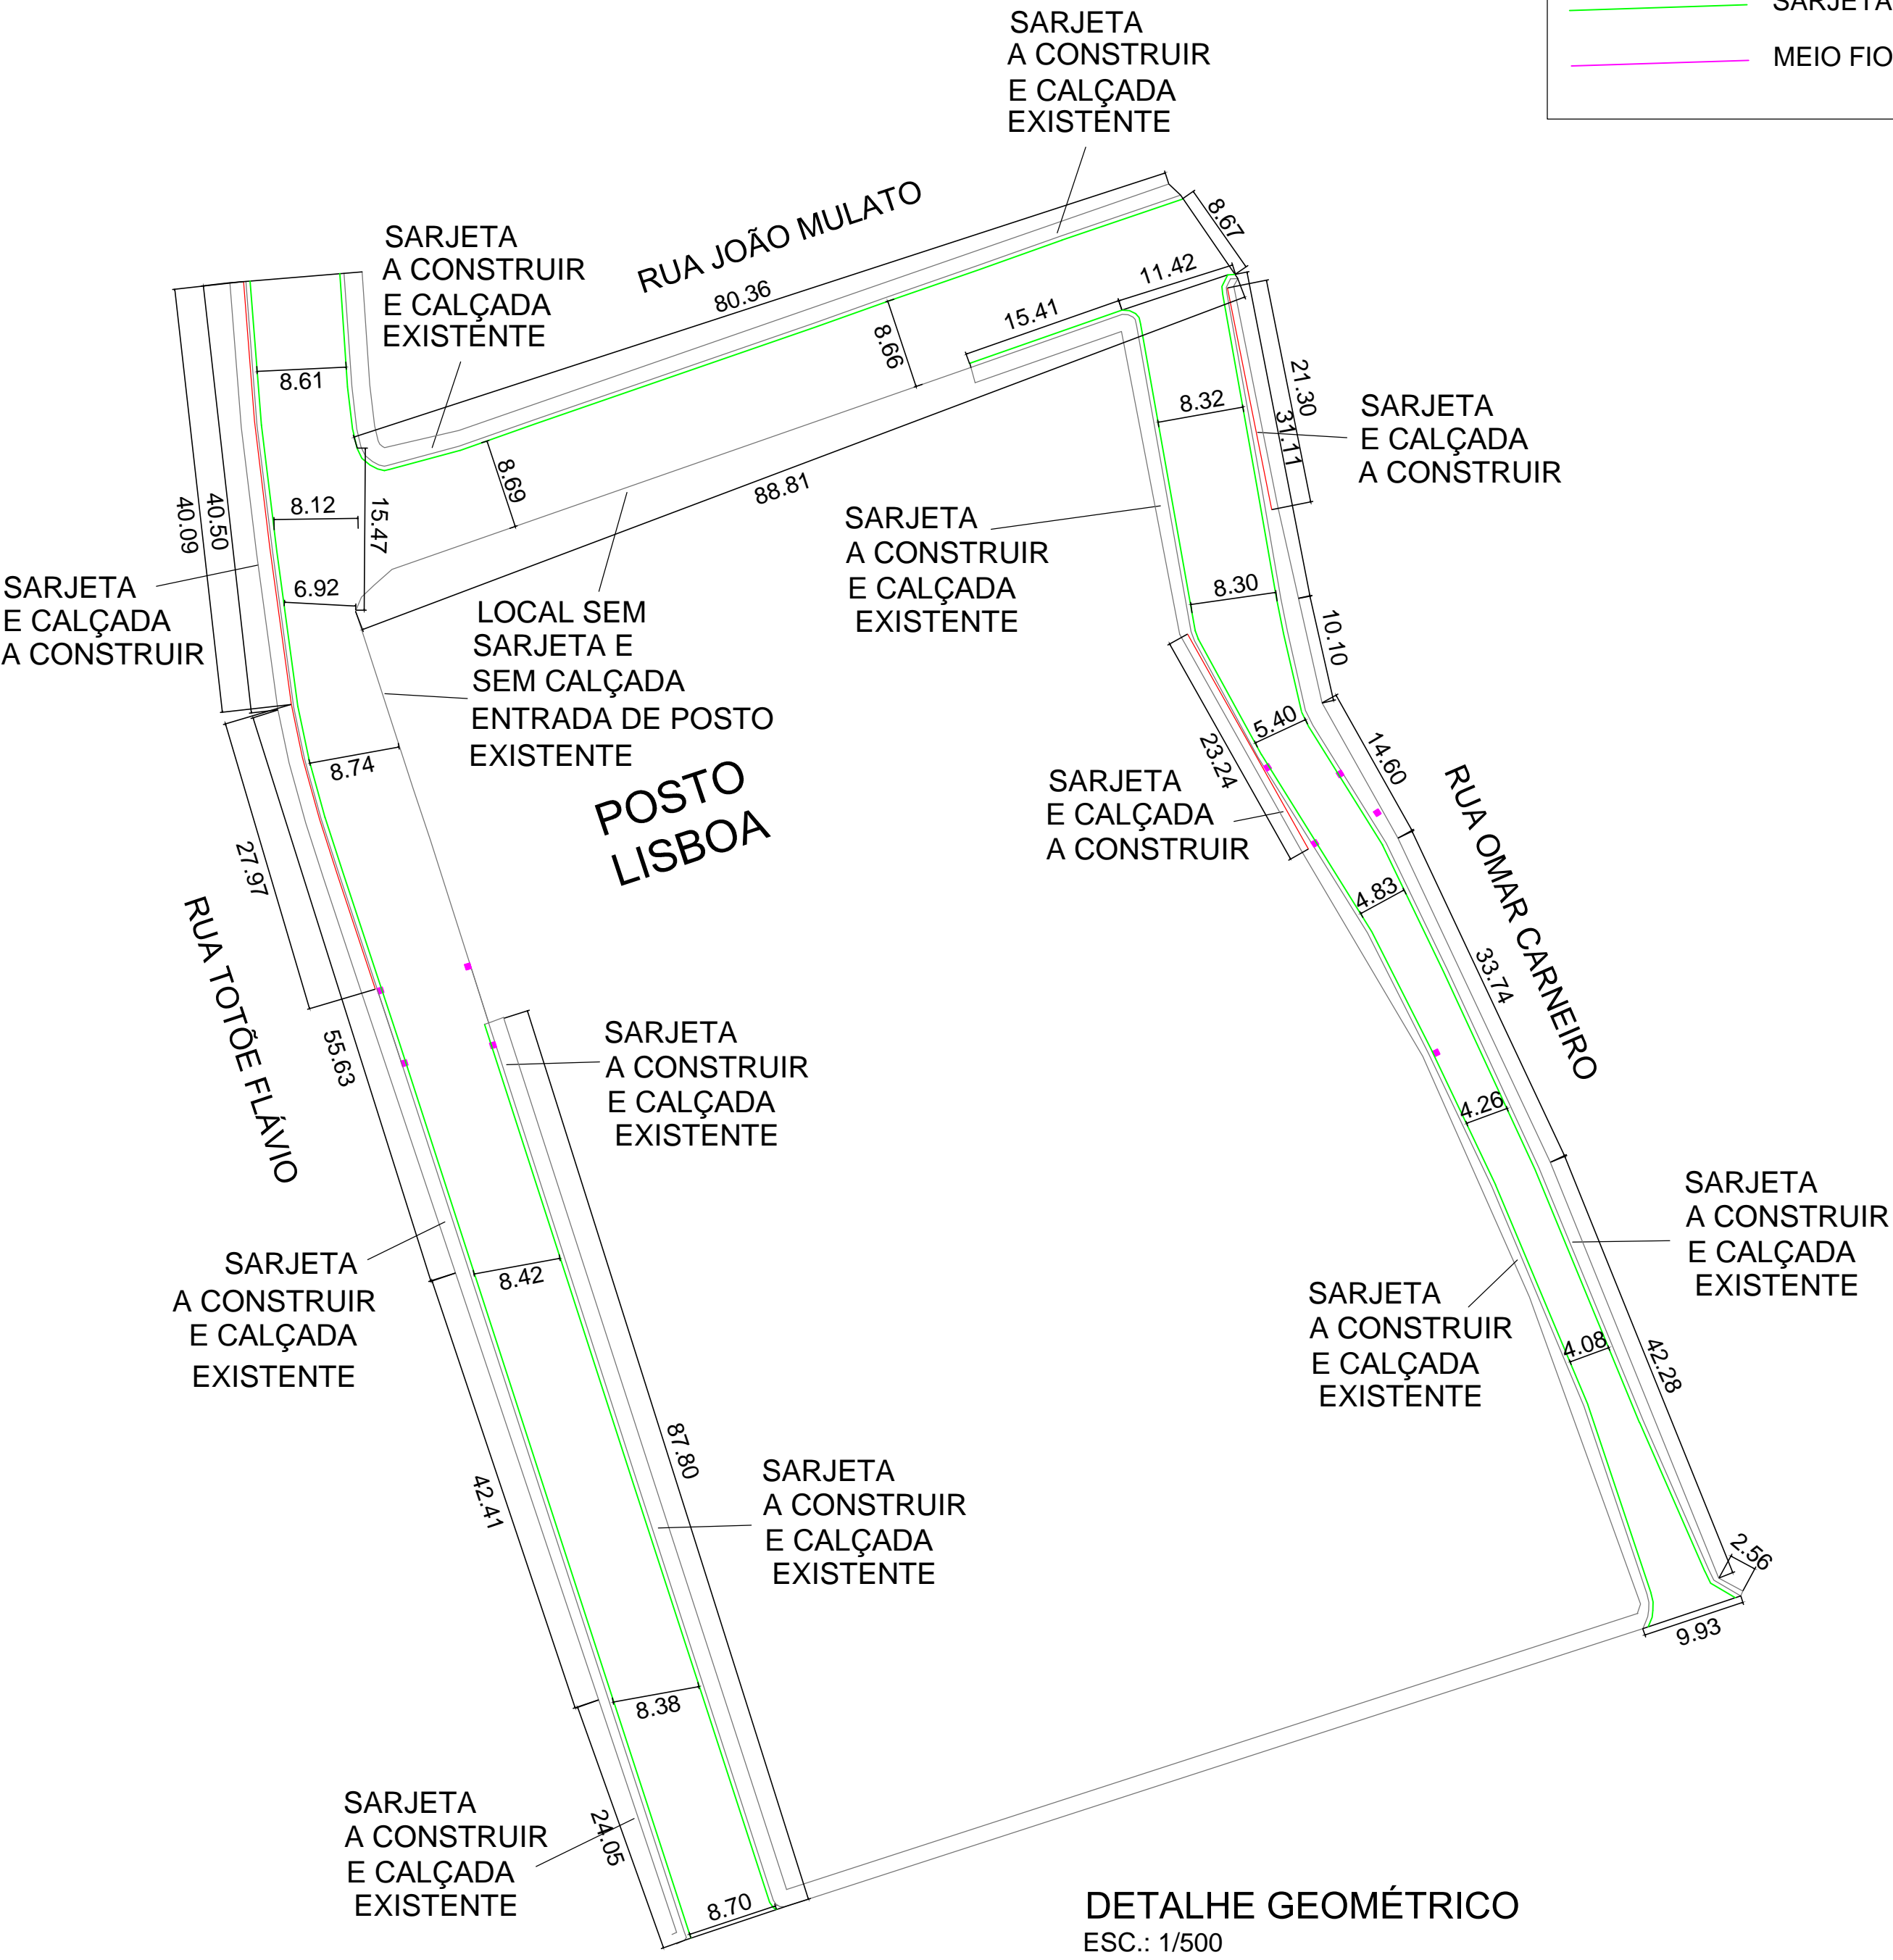 SARJETA
MEIO FIO
SARJETA
A CONSTRUIR
E CALÇADA
EXISTENTE
RUA JOÃO MULATO
80.36
8.67
11.42
15.41
8.66
SARJETA
A CONSTRUIR
E CALÇADA
EXISTENTE
8.61
8.69
88.81
8.32
21.30
31.11
SARJETA
E CALÇADA
A CONSTRUIR
40.09
40.50
8.12
15.47
6.92
SARJETA
E CALÇADA
A CONSTRUIR
LOCAL SEM
SARJETA E
SEM CALÇADA
ENTRADA DE POSTO
EXISTENTE
SARJETA
A CONSTRUIR
E CALÇADA
EXISTENTE
8.30
10.10
8.74
POSTO
LISBOA
5.40
23.24
14.60
SARJETA
E CALÇADA
A CONSTRUIR
RUA OMAR CARNEIRO
27.97
RUA TOTÕE FLÁVIO
55.63
4.83
33.74
SARJETA
A CONSTRUIR
E CALÇADA
EXISTENTE
4.26
SARJETA
A CONSTRUIR
E CALÇADA
EXISTENTE
SARJETA
A CONSTRUIR
E CALÇADA
EXISTENTE
8.42
SARJETA
A CONSTRUIR
E CALÇADA
EXISTENTE
4.08
42.28
42.41
87.80
SARJETA
A CONSTRUIR
E CALÇADA
EXISTENTE
2.56
9.93
8.38
SARJETA
A CONSTRUIR
E CALÇADA
EXISTENTE
24.05
8.70
DETALHE GEOMÉTRICO
ESC.: 1/500